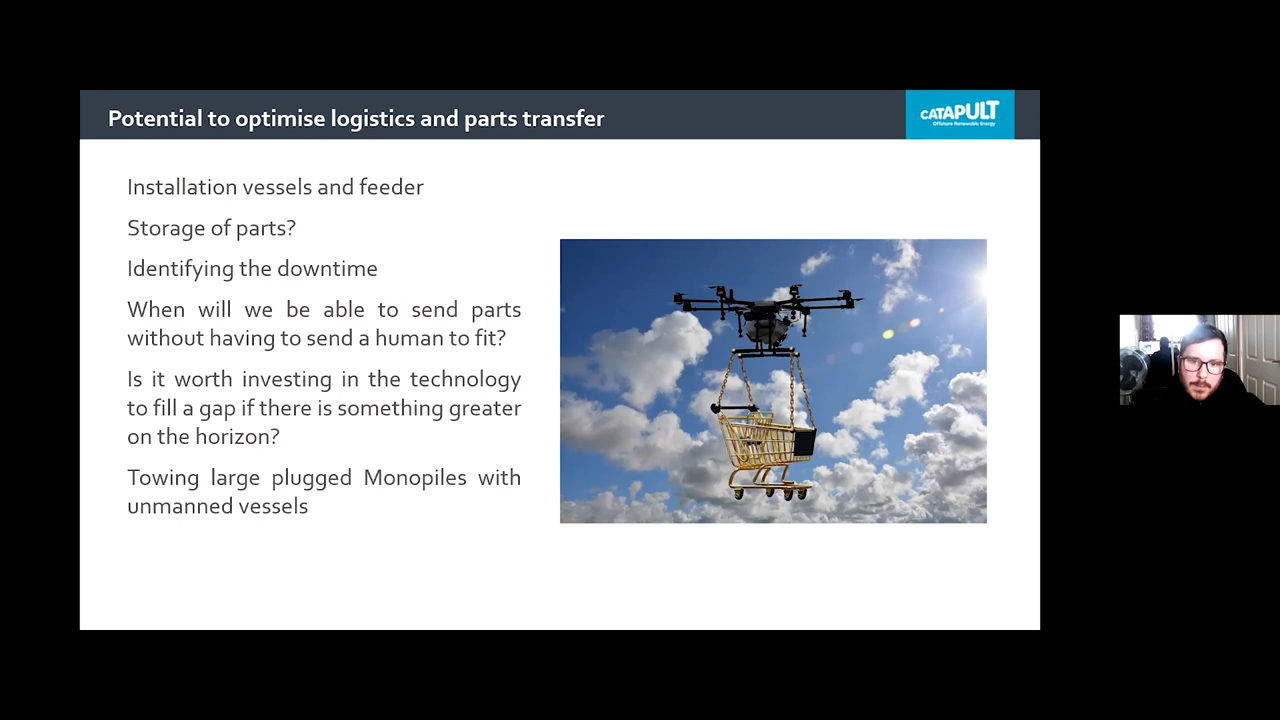 Potential to optimise logistics and parts transfer
CATAPULT
Offshore Renewable Energy
Installation vessels and feeder
Storage of parts?
Identifying the downtime
When will we be able to send parts
without having to send a human to fit?
Is it worth investing in the technology
to fill a gap if there is something greater
on the horizon?
Towing large plugged Monopiles with
unmanned vessels